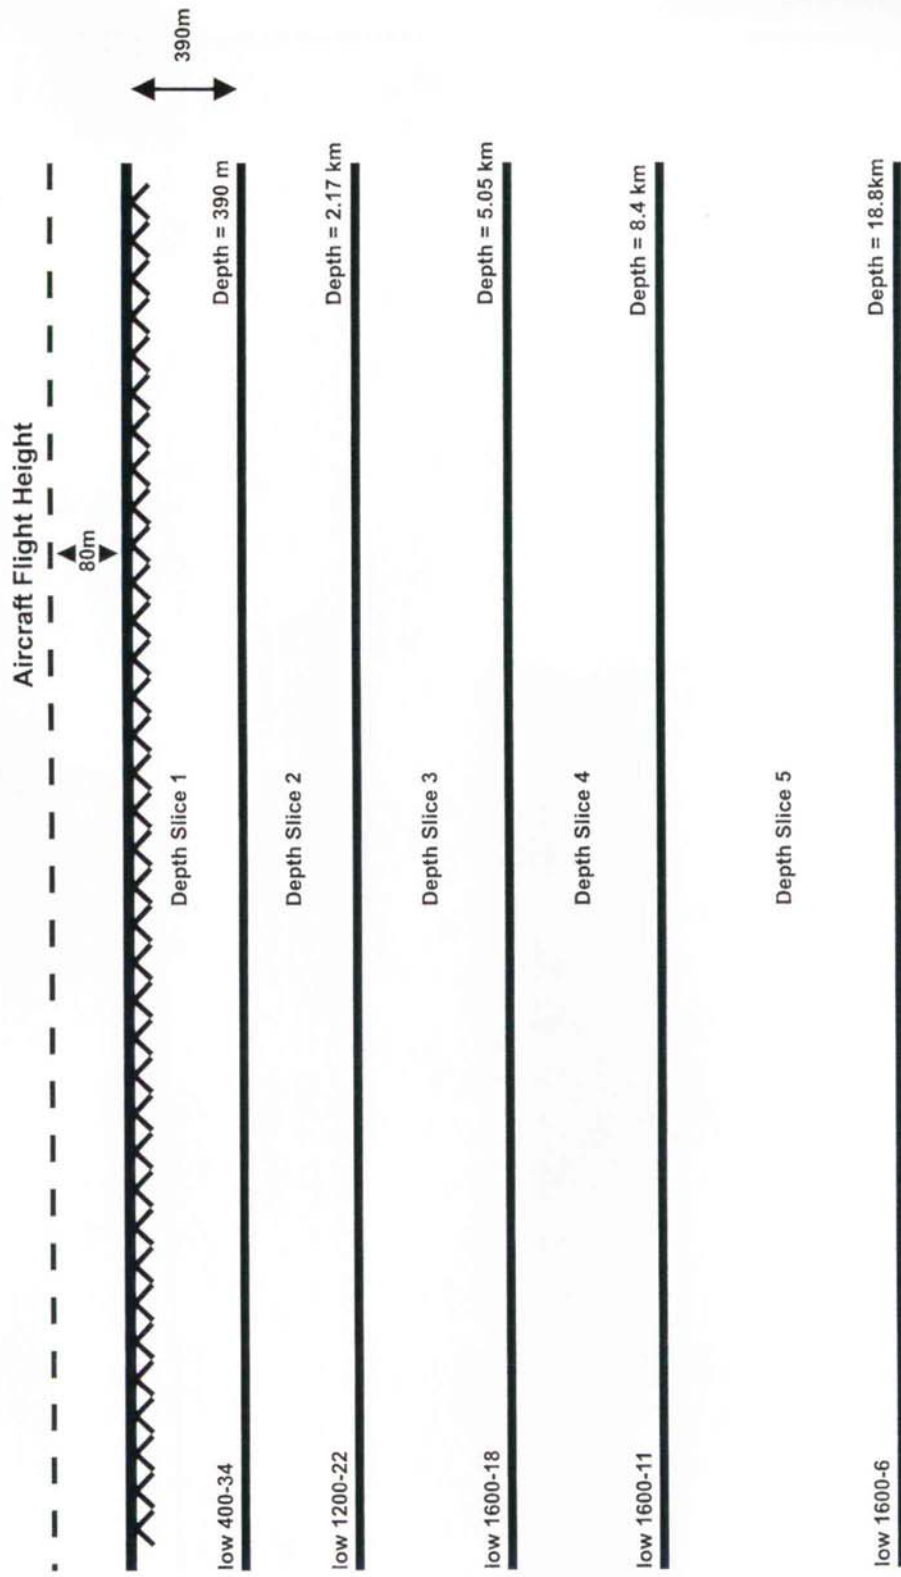 Aircraft Flight Height
80m
390m
Depth Slice 1
low 400-34
Depth = 390 m
Depth Slice 2
low 1200-22
Depth = 2.17 km
Depth Slice 3
low 1600-18
Depth = 5.05 km
Depth Slice 4
low 1600-11
Depth = 8.4 km
Depth Slice 5
low 1600-6
Depth = 18.8km